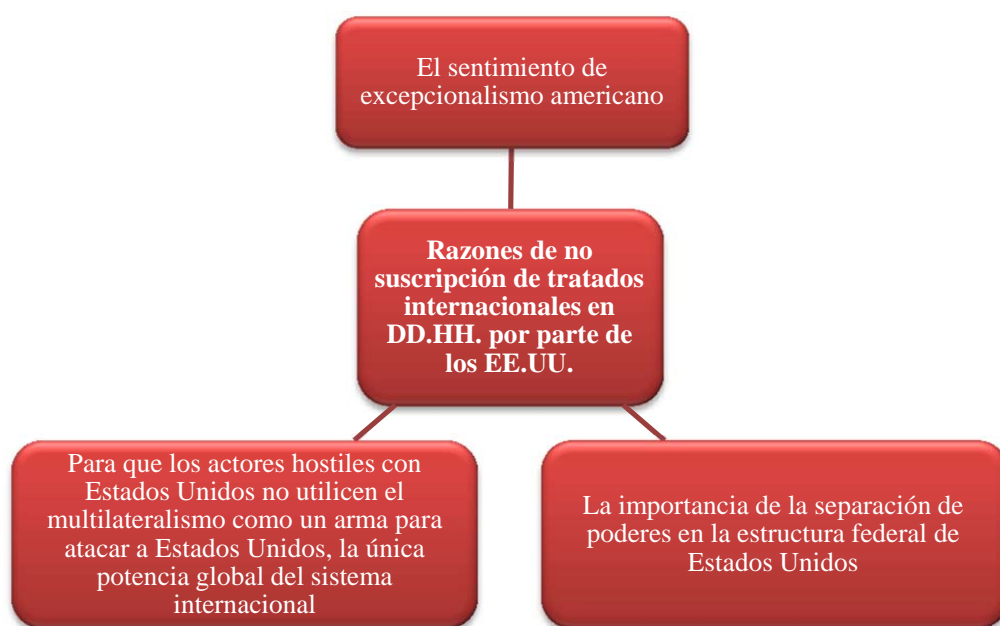 El sentimiento de
excepcionalismo americano
Razones de no
suscripción de tratados
internacionales en
DD.HH. por parte de
los EE.UU.
Para que los actores hostiles con
Estados Unidos no utilicen el
multilateralismo como un arma para
atacar a Estados Unidos, la única
potencia global del sistema
internacional
La importancia de la separación de
poderes en la estructura federal de
Estados Unidos